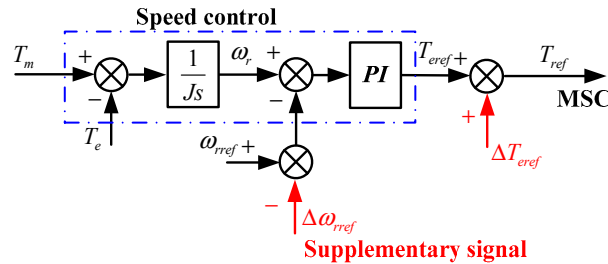 Speed control
T_m + − T_e
1/Js
ω_r + −
PI
T_eref + T_ref
MSC
+ ΔT_eref
ω_rref +
− Δω_rref
Supplementary signal